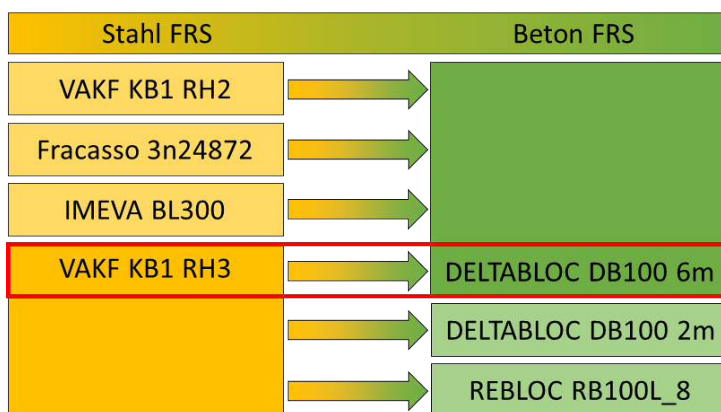 Stahl FRS
Beton FRS
VAKF KB1 RH2
Fracasso 3n24872
IMEVA BL300
VAKF KB1 RH3
DELTABLOC DB100 6m
DELTABLOC DB100 2m
REBLOC RB100L_8